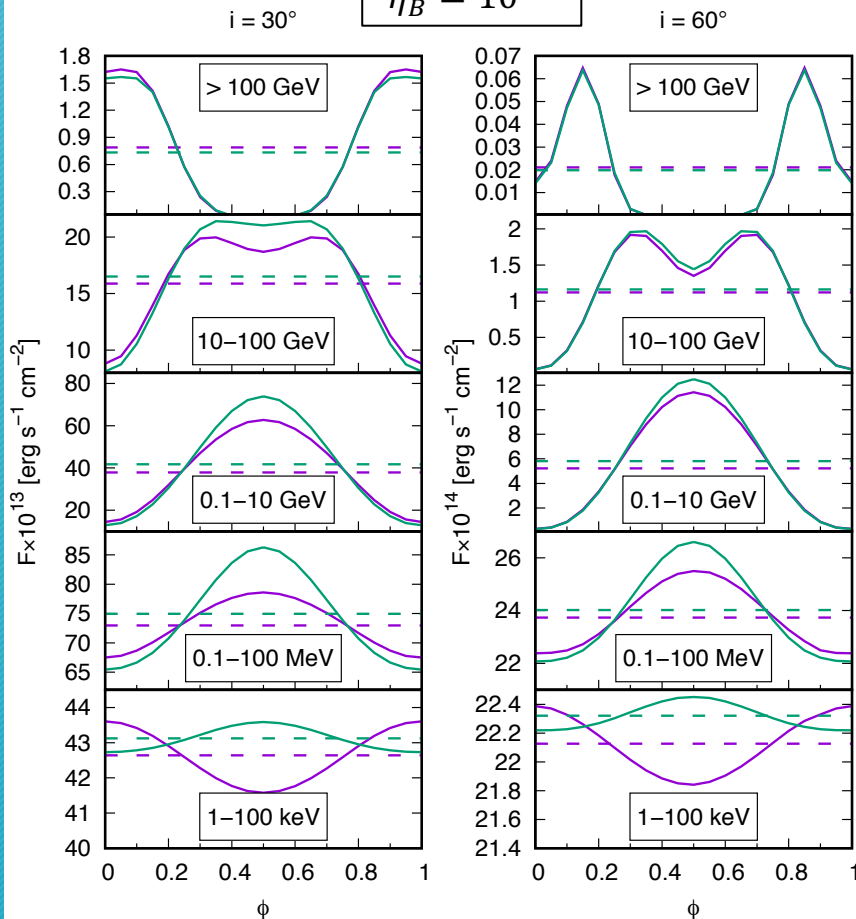 η_B = 10
i = 30°
F×10^13 [erg s^−1 cm^−2]
1.8
1.5
1.2
0.9
0.6
0.3
> 100 GeV
20
15
10
10–100 GeV
80
60
40
20
0.1–10 GeV
85
80
75
70
65
0.1–100 MeV
44
43
42
41
40
1–100 keV
0 0.2 0.4 0.6 0.8 1
ϕ
i = 60°
F×10^14 [erg s^−1 cm^−2]
0.07
0.06
0.05
0.04
0.03
0.02
0.01
> 100 GeV
2
1.5
1
0.5
10–100 GeV
12
10
8
6
4
2
0.1–10 GeV
26
24
22
0.1–100 MeV
22.4
22.2
22
21.8
21.6
21.4
1–100 keV
0 0.2 0.4 0.6 0.8 1
ϕ